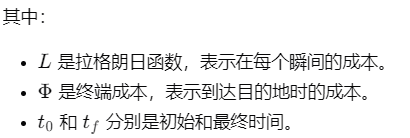 其中：
• L 是拉格朗日函数，表示在每个瞬间的成本。
• Φ 是终端成本，表示到达目的地时的成本。
• t₀ 和 t_f 分别是初始和最终时间。